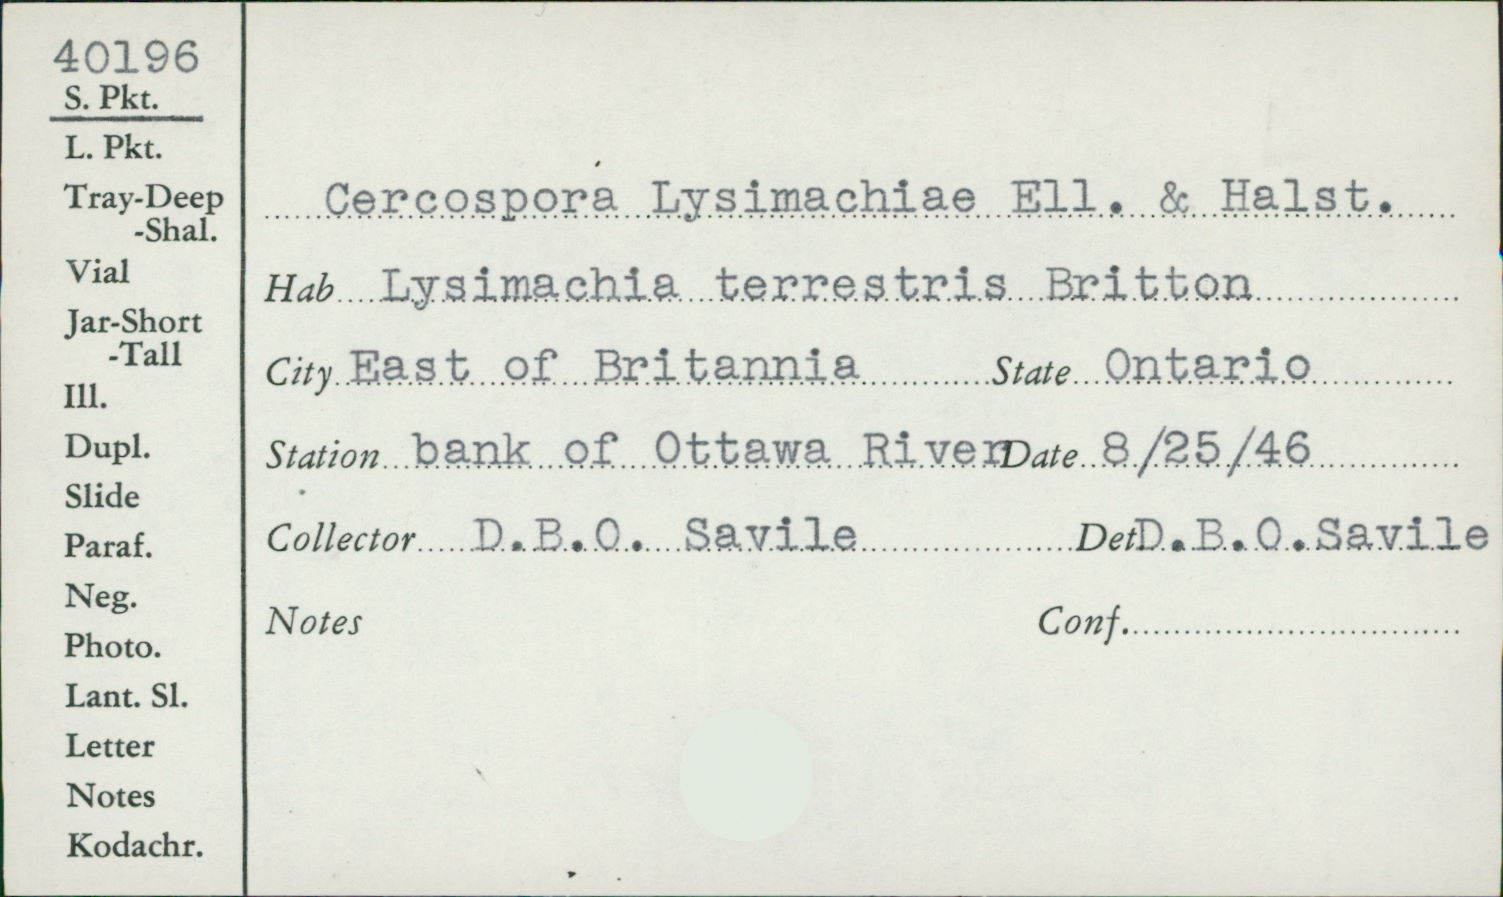 40196
S. Pkt.
L. Pkt.
Tray-Deep
-Shal.
Vial
Jar-Short
-Tall
Ill.
Dupl.
Slide
Paraf.
Neg.
Photo.
Lant. Sl.
Letter
Notes
Kodachr.
Cercospora Lysimachiae Ell. & Halst.
Hab Lysimachia terrestris Britton
City East of Britannia State Ontario
Station bank of Ottawa River Date 8/25/46
Collector D.B.O. Savile Det D.B.O.Savile
Notes Conf.